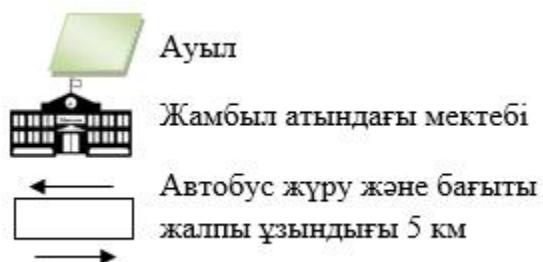 Ауыл
Жамбыл атындағы мектебі
Автобус жүру және бағыты
жалпы ұзындығы 5 км